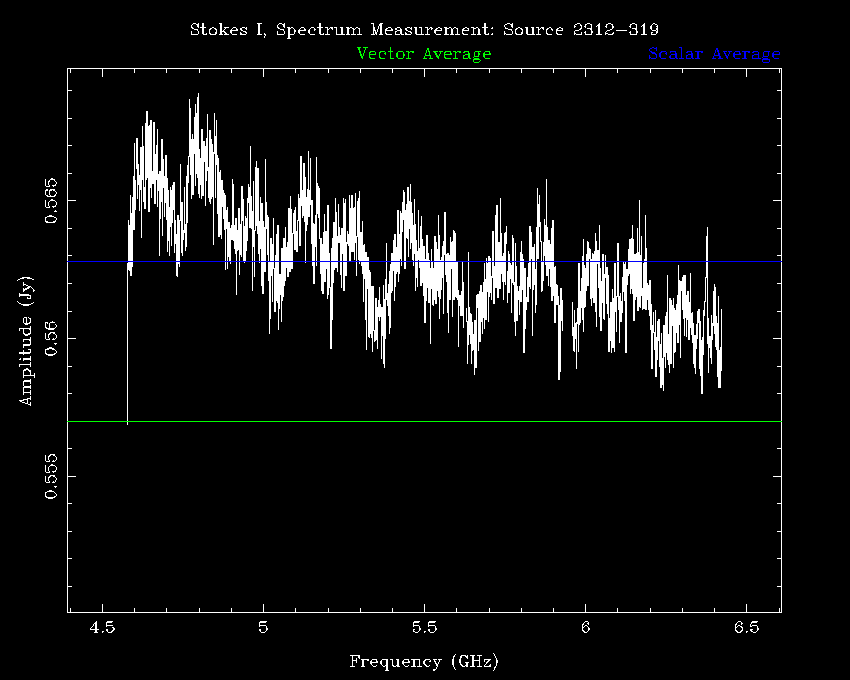 Stokes I, Spectrum Measurement: Source 2312−319
Vector Average Scalar Average
0.565
0.56
0.555
Amplitude (Jy)
4.5 5 5.5 6 6.5
Frequency (GHz)